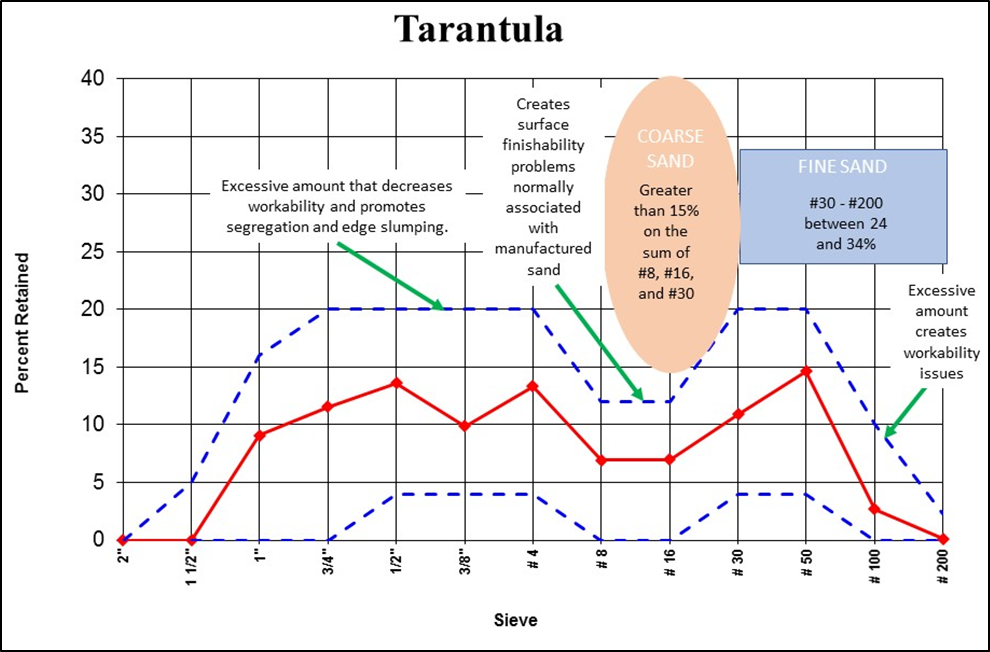 Tarantula
40
35
30
25
20
15
10
5
0
Percent Retained
Excessive amount that decreases
workability and promotes
segregation and edge slumping.
Creates
surface
finishability
problems
normally
associated
with
manufactured
sand
COARSE
SAND
Greater
than 15%
on the
sum of
#8, #16,
and #30
FINE SAND
#30 - #200
between 24
and 34%
Excessive
amount
creates
workability
issues
2"
1 1/2"
1"
3/4"
1/2"
3/8"
# 4
# 8
# 16
# 30
# 50
# 100
# 200
Sieve